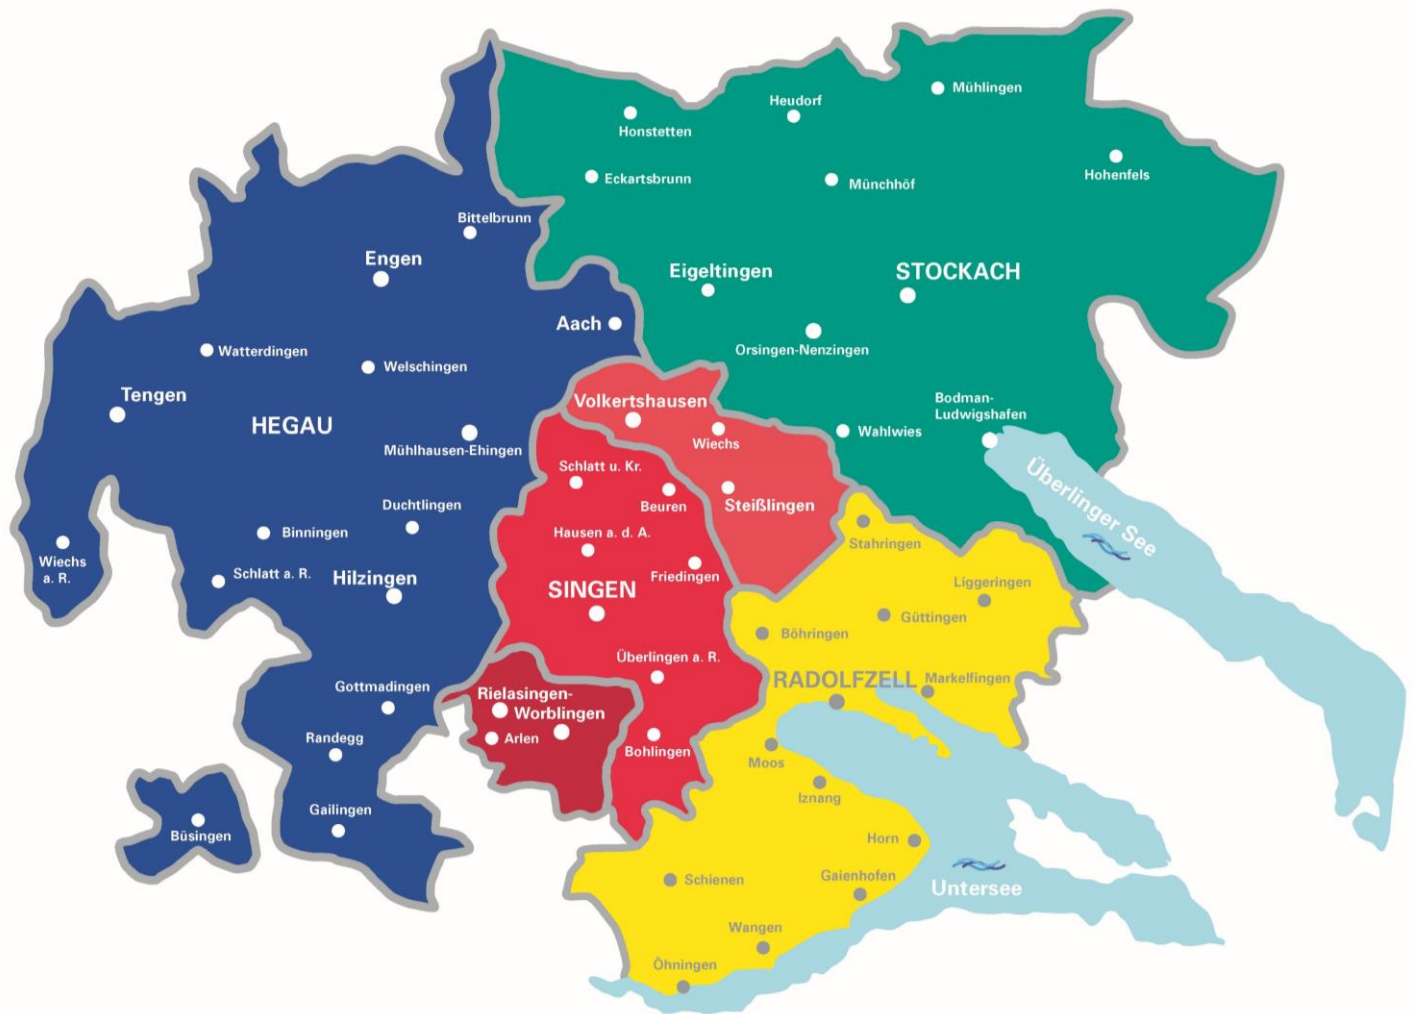 Mühlingen
Heudorf
Honstetten
Hohenfels
Eckartsbrunn
Münchhöf
Bittelbrunn
Engen
Eigeltingen
STOCKACH
Aach
Orsingen-Nenzingen
Watterdingen
Welschingen
Tengen
Volkertshausen
Bodman-
Ludwigshafen
HEGAU
Wiechs
Wahlwies
Mühlhausen-Ehingen
Schlatt u. Kr.
Überlinger See
Duchtlingen
Beuren
Steißlingen
Binningen
Hausen a. d. A.
Stahringen
Wiechs
a. R.
Schlatt a. R.
Hilzingen
Friedingen
Liggeringen
SINGEN
Güttingen
Böhringen
Überlingen a. R.
RADOLFZELL
Markelfingen
Gottmadingen
Rielasingen-
Worblingen
Randegg
Arlen
Bohlingen
Moos
Iznang
Gailingen
Büsingen
Horn
Schienen
Gaienhofen
Untersee
Wangen
Öhningen